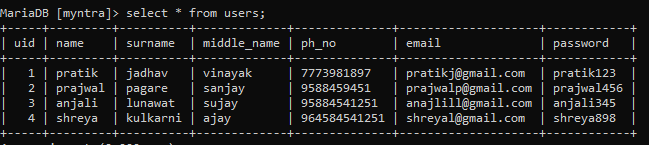 MariaDB [myntra]> select * from users;
| uid | name | surname | middle_name | ph_no | email | password |
| 1 | pratik | jadhav | vinayak | 7773981897 | pratikj@gmail.com | pratik123 |
| 2 | prajwal | pagare | sanjay | 9588459451 | prajwalp@gmail.com | prajwal456 |
| 3 | anjali | lunawat | sujay | 95884541251 | anajlill@gmail.com | anjali345 |
| 4 | shreya | kulkarni | ajay | 964584541251 | shreyal@gmail.com | shreya898 |